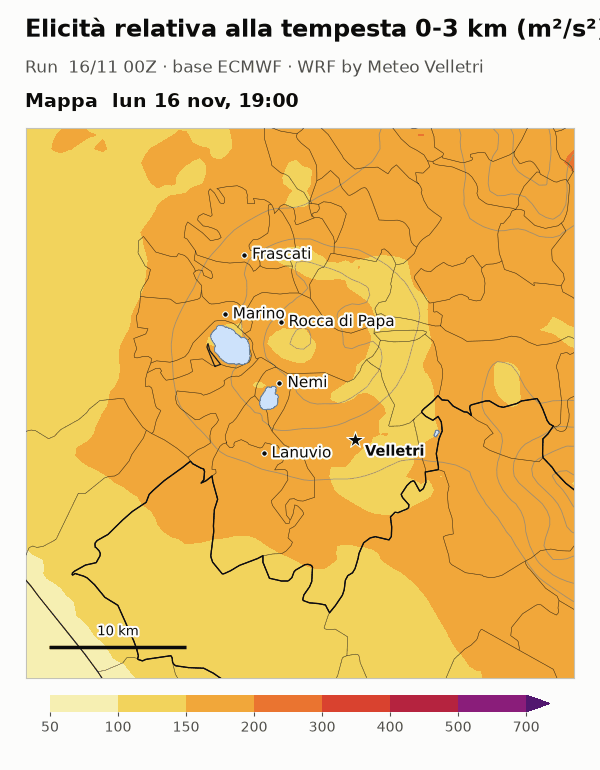 Elicità relativa alla tempesta 0-3 km (m²/s²)
Run  16/11 00Z · base ECMWF · WRF by Meteo Velletri
Mappa  lun 16 nov, 19:00
Frascati
Marino
Rocca di Papa
Nemi
Velletri
Lanuvio
10 km
50 100 150 200 300 400 500 700